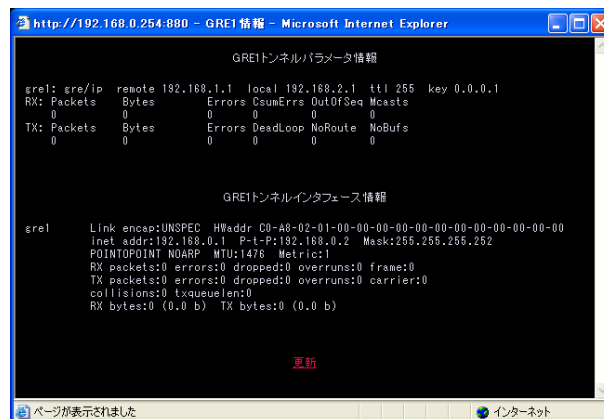 http://192.168.0.254:880 - GRE1情報 - Microsoft Internet Explorer
GRE1トンネルパラメータ情報
gre1: gre/ip remote 192.168.1.1 local 192.168.2.1 ttl 255 key 0.0.0.1
RX: Packets Bytes Errors CsumErrs OutOfSeq Mcasts
0 0 0 0 0 0
TX: Packets Bytes Errors DeadLoop NoRoute NoBufs
0 0 0 0 0 0
GRE1トンネルインタフェース情報
gre1 Link encap:UNSPEC HWaddr C0-A8-02-01-00-00-00-00-00-00-00-00-00-00-00-00
inet addr:192.168.0.1 P-t-P:192.168.0.2 Mask:255.255.255.252
POINTOPOINT NOARP MTU:1476 Metric:1
RX packets:0 errors:0 dropped:0 overruns:0 frame:0
TX packets:0 errors:0 dropped:0 overruns:0 carrier:0
collisions:0 txqueuelen:0
RX bytes:0 (0.0 b) TX bytes:0 (0.0 b)
更新
ページが表示されました インターネット